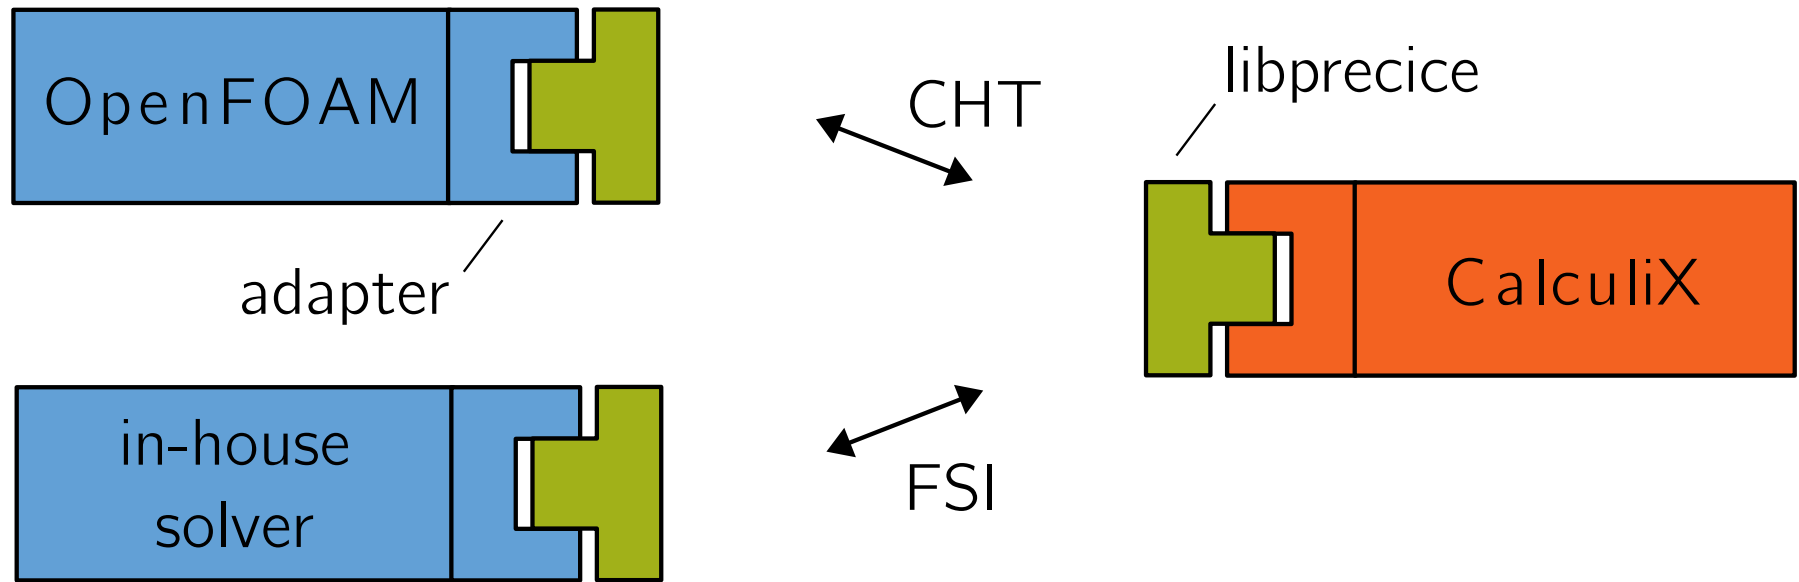 OpenFOAM
CHT
libprecice
adapter
CalculiX
in-house
solver
FSI